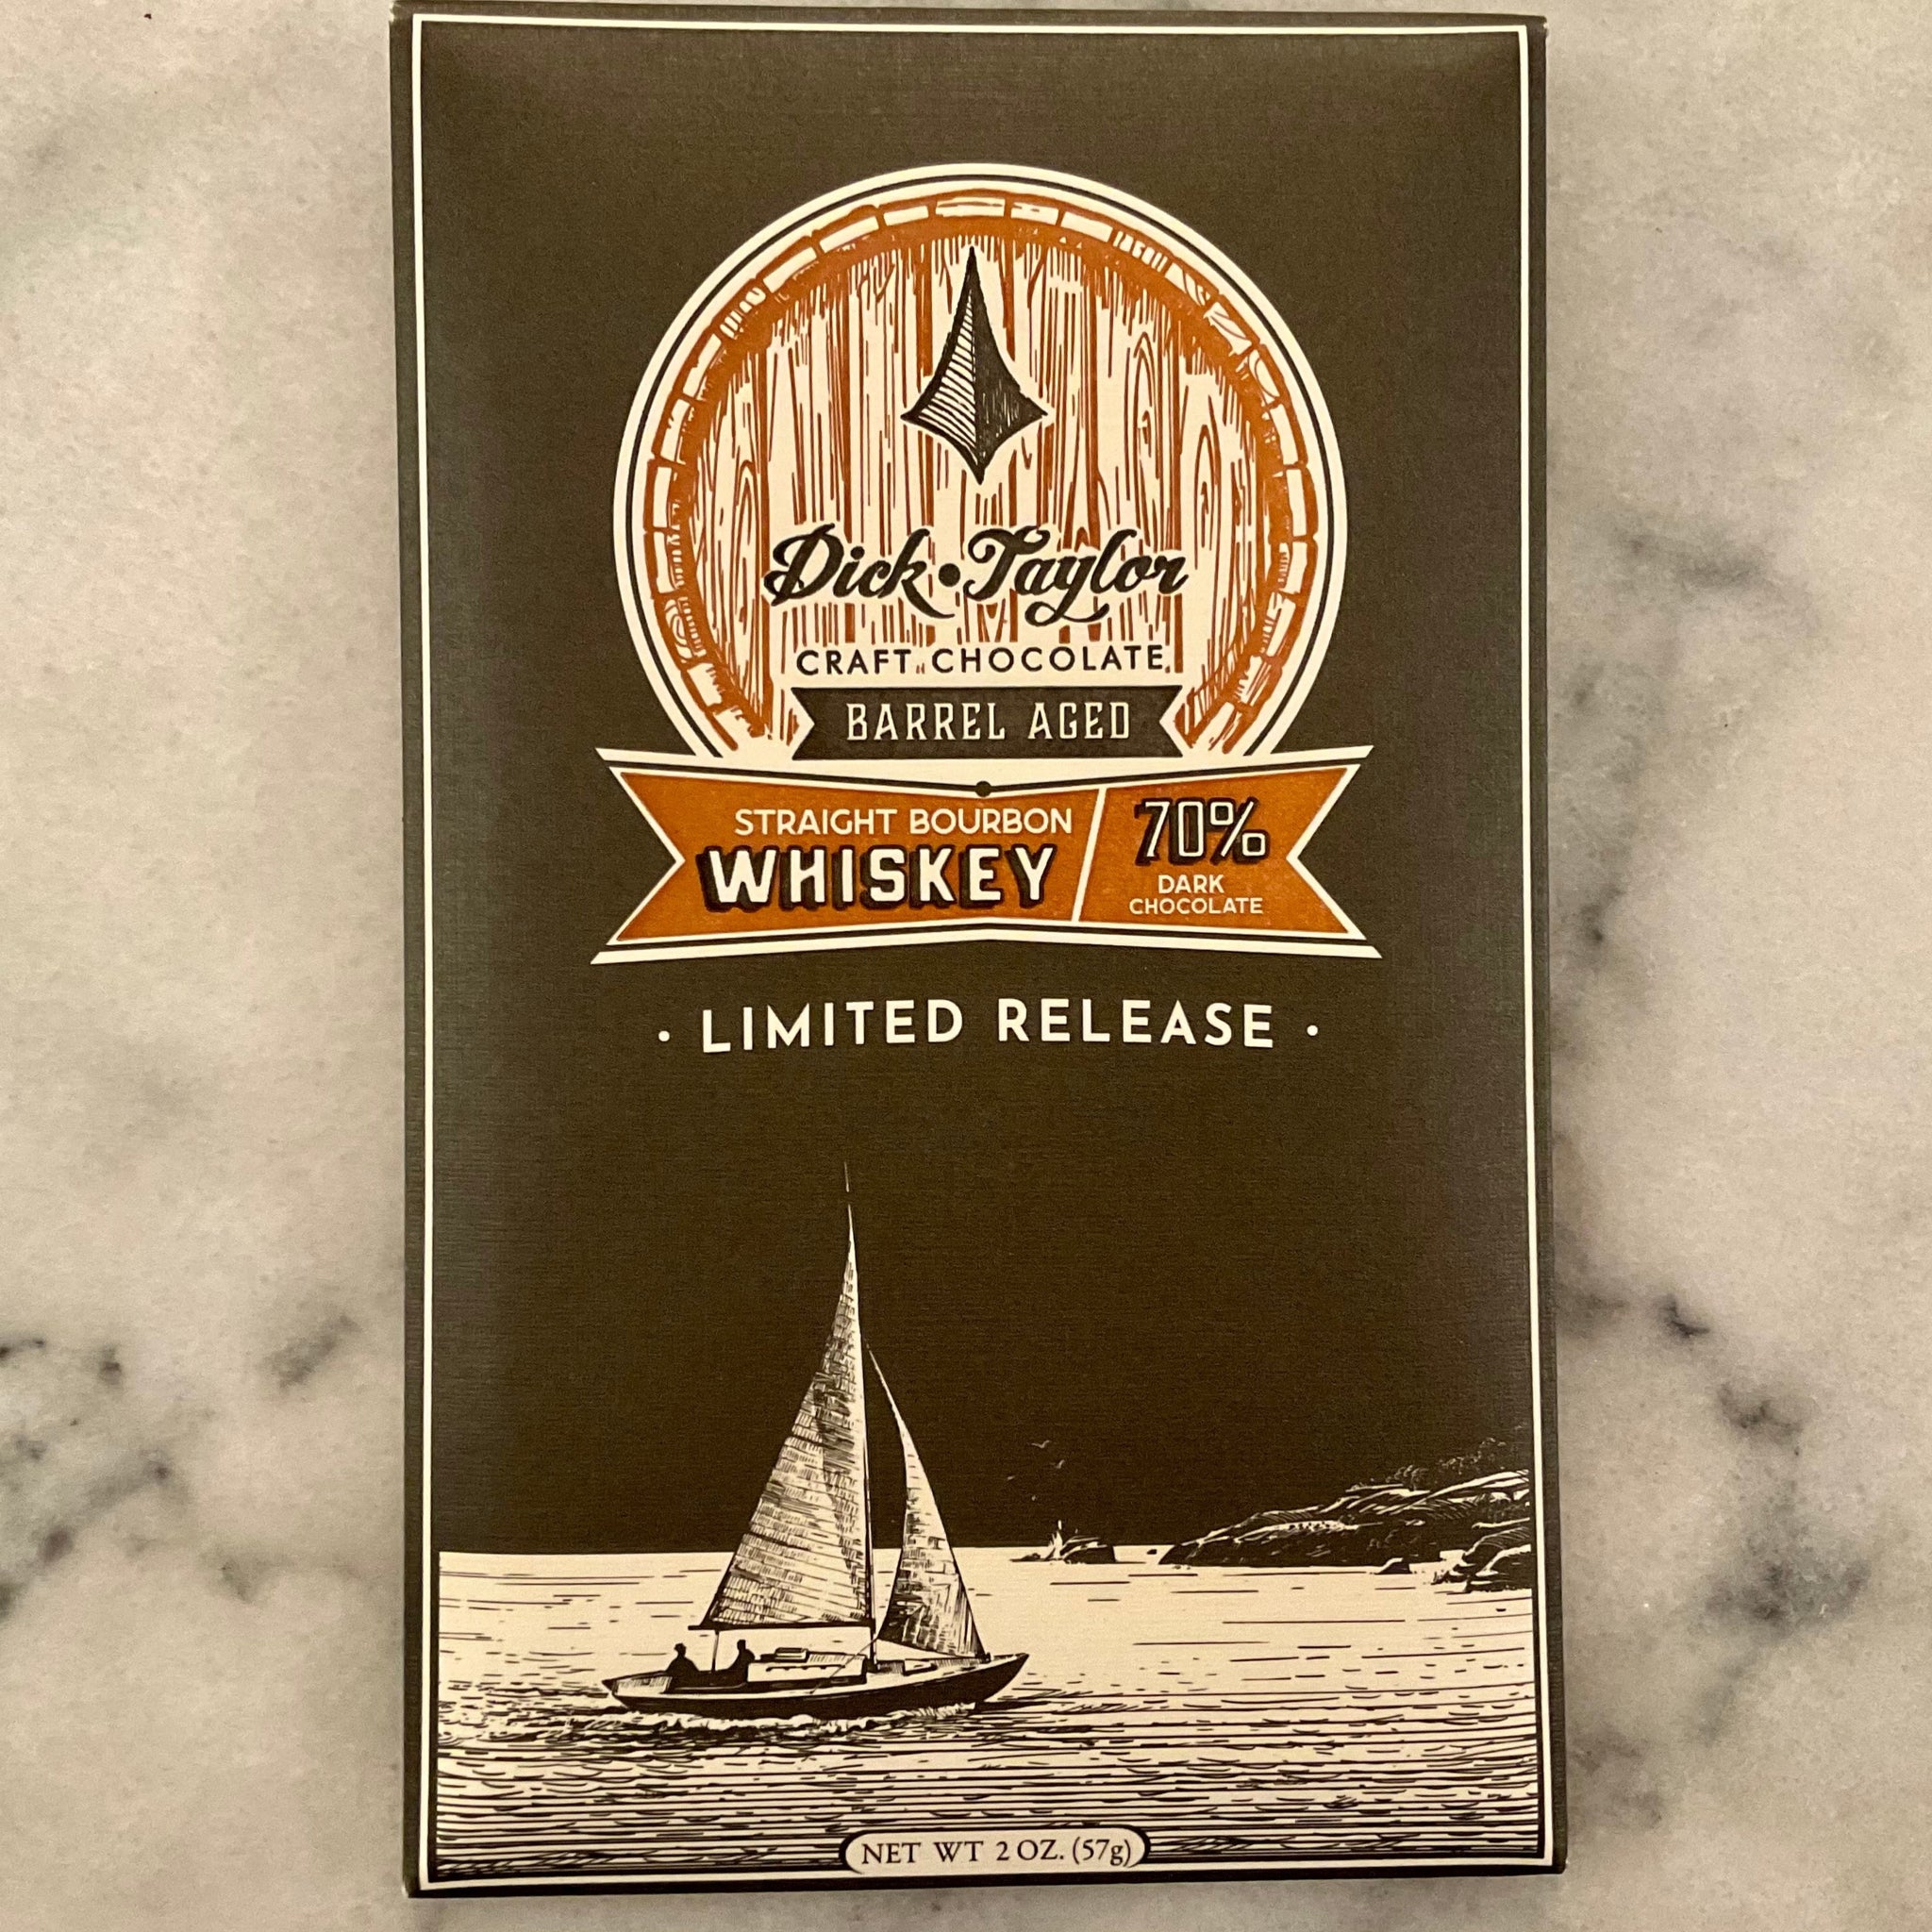 Dick • Taylor
CRAFT CHOCOLATE
BARREL AGED
STRAIGHT BOURBON
WHISKEY
70%
DARK
CHOCOLATE
· LIMITED RELEASE ·
NET WT 2 OZ. (57g)